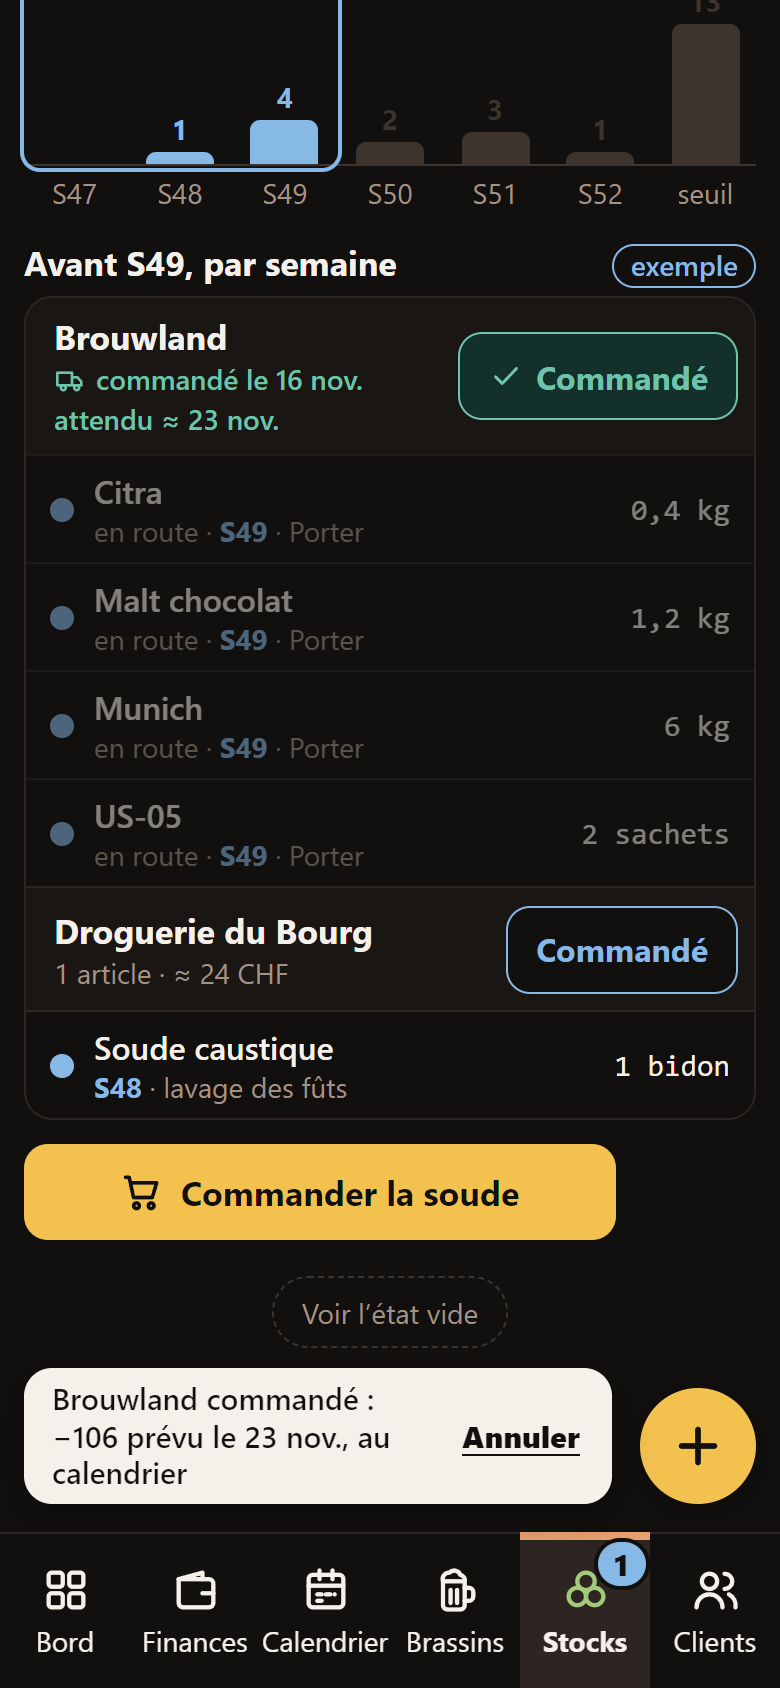 13
1
4
2
3
1
S47
S48
S49
S50
S51
S52
seuil
Avant S49, par semaine
exemple
Brouwland
commandé le 16 nov.
attendu ≈ 23 nov.
Commandé
Citra
en route · S49 · Porter
0,4 kg
Malt chocolat
en route · S49 · Porter
1,2 kg
Munich
en route · S49 · Porter
6 kg
US-05
en route · S49 · Porter
2 sachets
Droguerie du Bourg
1 article · ≈ 24 CHF
Commandé
Soude caustique
S48 · lavage des fûts
1 bidon
Commander la soude
Voir l’état vide
Brouwland commandé :
−106 prévu le 23 nov., au
calendrier
Annuler
1
Bord
Finances
Calendrier
Brassins
Stocks
Clients